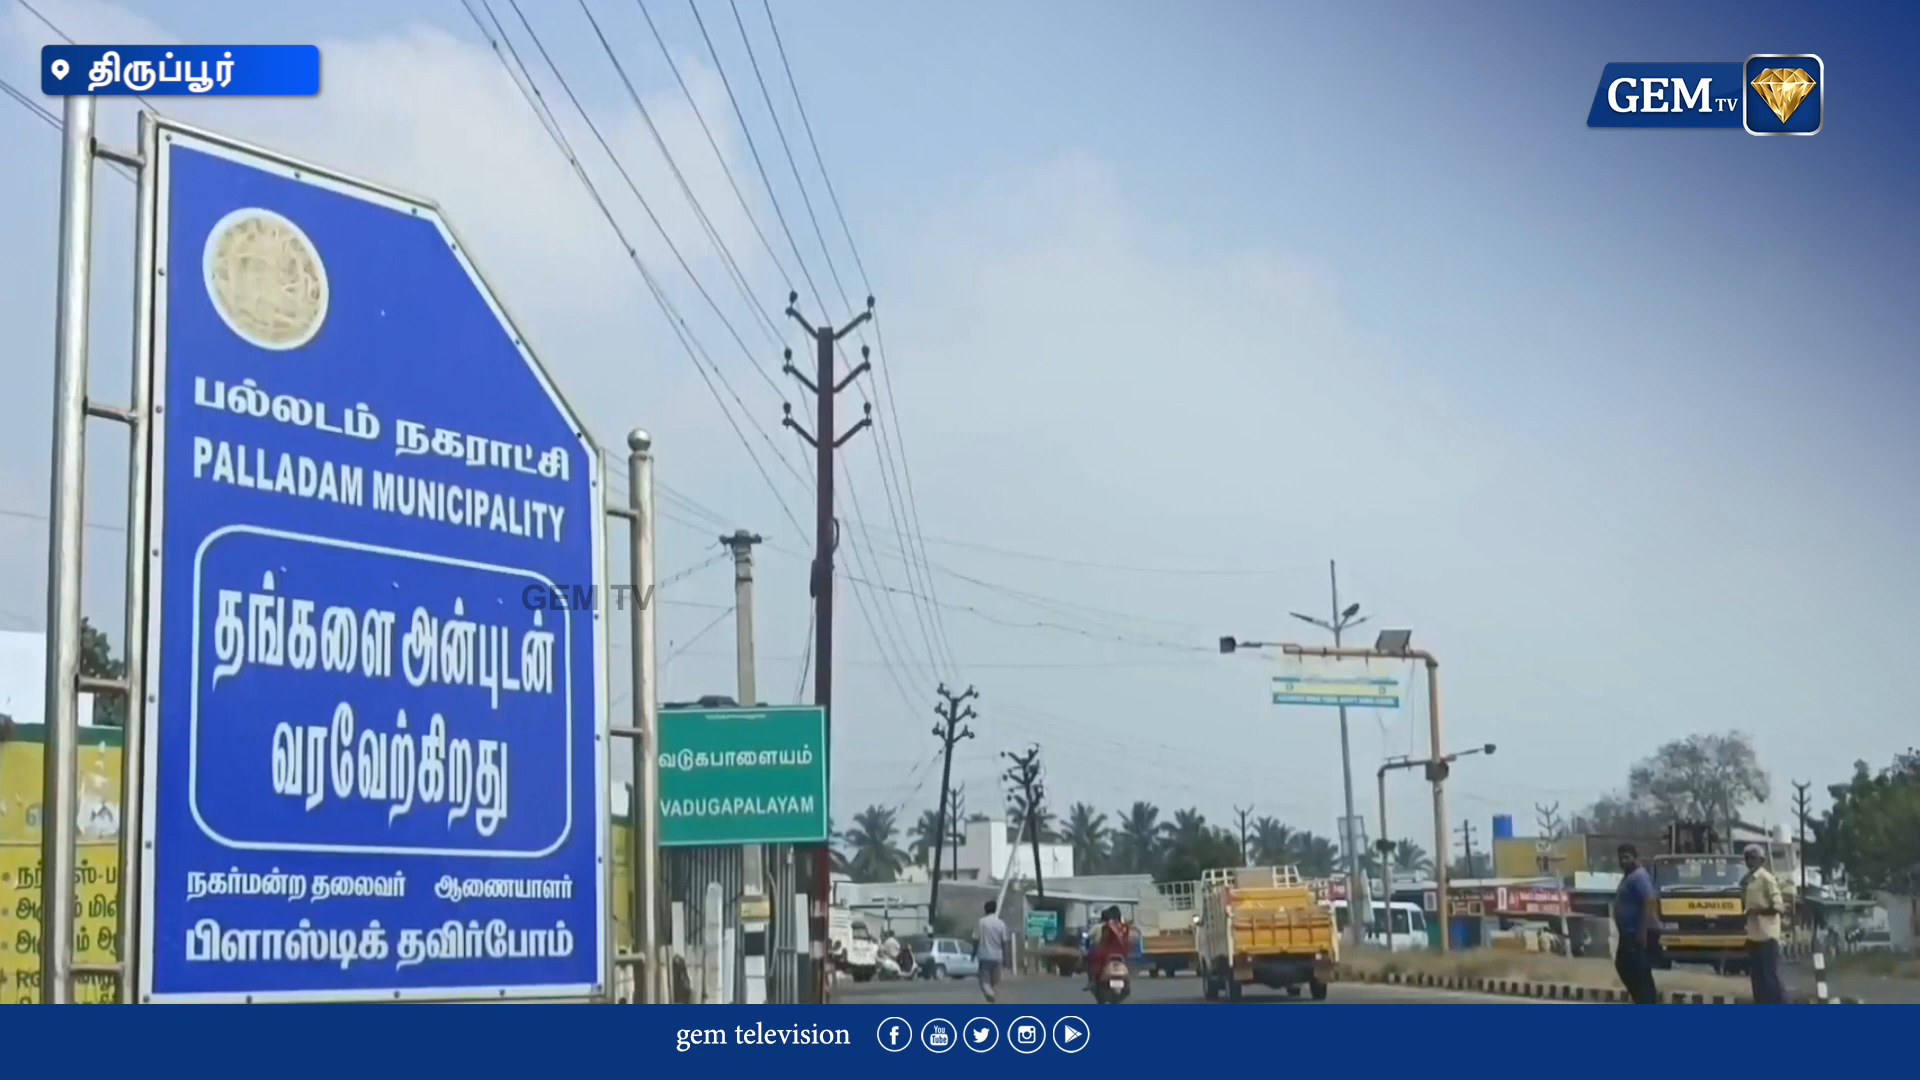 திருப்பூர்
GEM TV
பல்லடம் நகராட்சி
PALLADAM MUNICIPALITY
தங்களை அன்புடன்
வரவேற்கிறது
நகர்மன்ற தலைவர் ஆணையாளர்
பிளாஸ்டிக் தவிர்போம்
GEM TV
வடுகபாளையம்
VADUGAPALAYAM
gem television